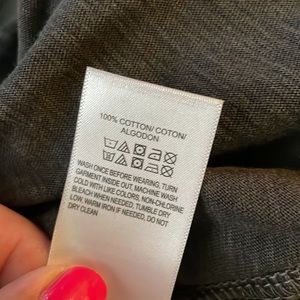 100% COTTON/ COTON/
ALGODON
WASH ONCE BEFORE WEARING, TURN
GARMENT INSIDE OUT, MACHINE WASH
COLD WITH LIKE COLORS, NON-CHLORINE
BLEACH WHEN NEEDED, TUMBLE DRY
LOW, WARM IRON IF NEEDED, DO NOT
DRY CLEAN